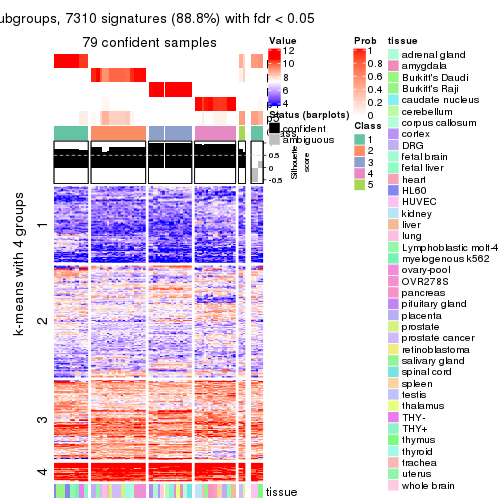 ubgroups, 7310 signatures (88.8%) with fdr < 0.05
79 confident samples
k-means with 4 groups
1
2
3
4
Value
12
10
8
6
4
Status (barplots)
confident
ambiguous
Silhouette
score
0.5
0
-0.5
Prob
1
0.8
0.6
0.4
0.2
0
Class
1
2
3
4
5
tissue
adrenal gland
amygdala
Burkitt's Daudi
Burkitt's Raji
caudate nucleus
cerebellum
corpus callosum
cortex
DRG
fetal brain
fetal liver
heart
HL60
HUVEC
kidney
liver
lung
Lymphoblastic molt-4
myelogenous k562
ovary-pool
OVR278S
pancreas
pituitary gland
placenta
prostate
prostate cancer
retinoblastoma
salivary gland
spinal cord
spleen
testis
thalamus
THY-
THY+
thymus
thyroid
trachea
uterus
whole brain
tissue